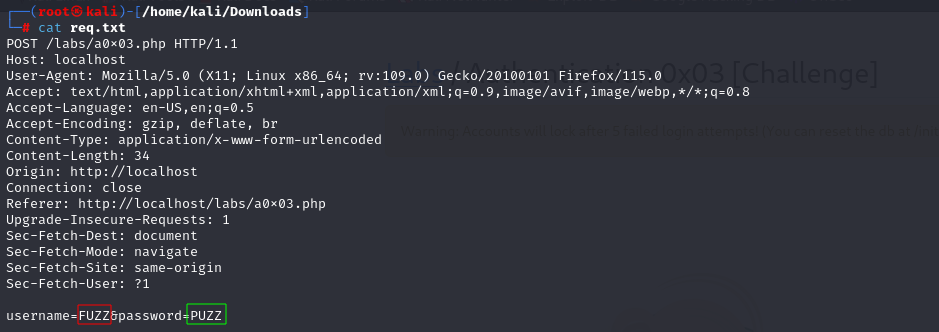 (root㉿kali)-[/home/kali/Downloads]
# cat req.txt
POST /labs/a0×03.php HTTP/1.1
Host: localhost
User-Agent: Mozilla/5.0 (X11; Linux x86_64; rv:109.0) Gecko/20100101 Firefox/115.0
Accept: text/html,application/xhtml+xml,application/xml;q=0.9,image/avif,image/webp,*/*;q=0.8
Accept-Language: en-US,en;q=0.5
Accept-Encoding: gzip, deflate, br
Content-Type: application/x-www-form-urlencoded
Content-Length: 34
Origin: http://localhost
Connection: close
Referer: http://localhost/labs/a0×03.php
Upgrade-Insecure-Requests: 1
Sec-Fetch-Dest: document
Sec-Fetch-Mode: navigate
Sec-Fetch-Site: same-origin
Sec-Fetch-User: ?1
username=FUZZ&password=PUZZ
0x03 [Challenge]
Warning: Accounts will lock after 5 failed login attempts! You can reset the